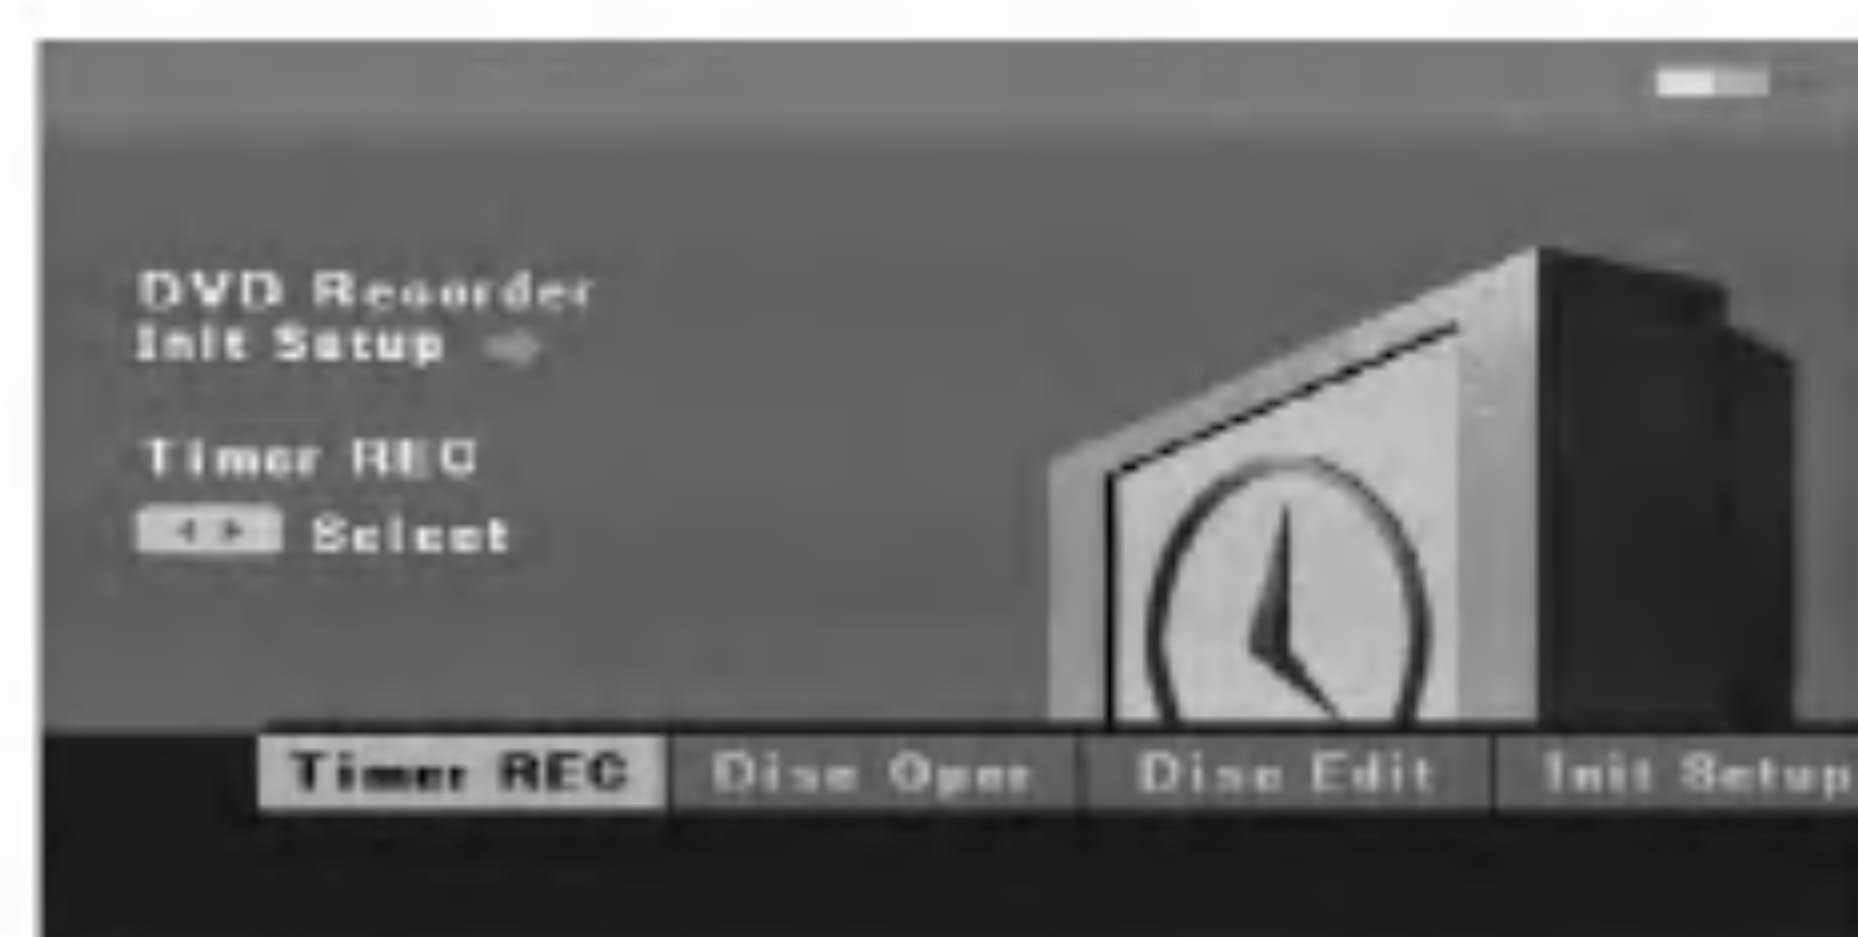 DVD Recorder
Init Setup
Timer REC
Select
Timer REC Disc Oper Disc Edit Init Setup